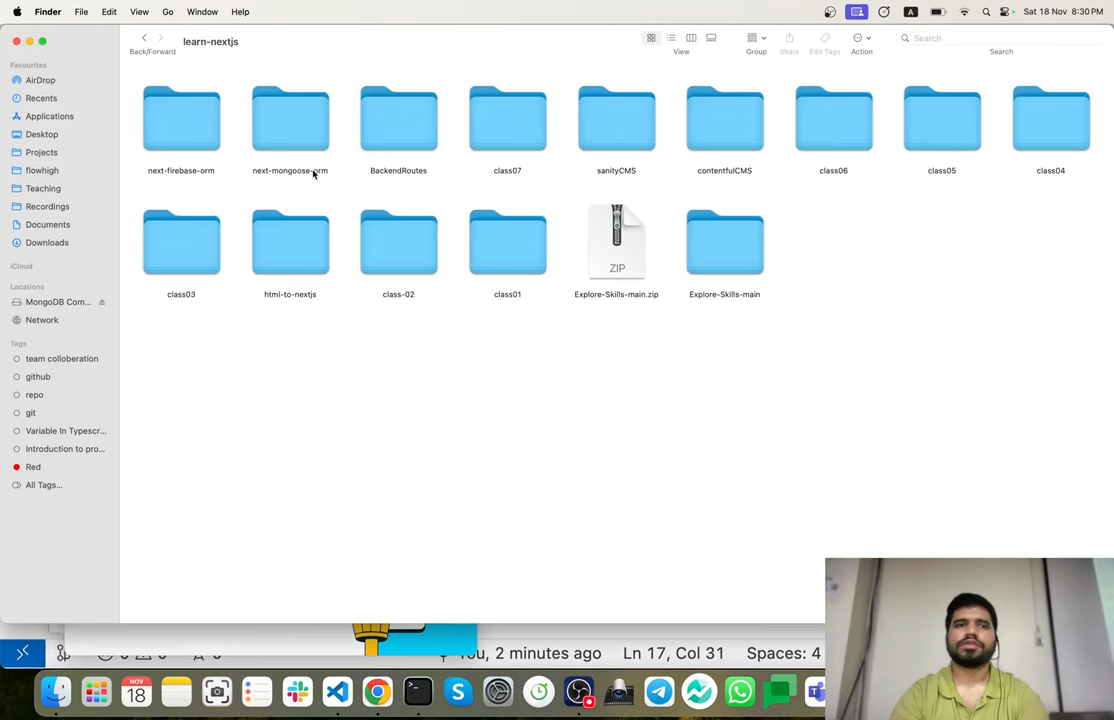 Finder File Edit View Go Window Help
A
Sat 18 Nov 8:30 PM
Back/Forward
learn-nextjs
View
Group
Share
Edit Tags
Action
Search
Search
Favourites
AirDrop
Recents
Applications
Desktop
Projects
flowhigh
Teaching
Recordings
Documents
Downloads
iCloud
Locations
MongoDB Com...
Network
Tags
team colloberation
github
repo
git
Variable In Typescr...
Introduction to pro...
Red
All Tags...
next-firebase-orm
next-mongoose-orm
BackendRoutes
class07
sanityCMS
contentfulCMS
class06
class05
class04
ZIP
class03
html-to-nextjs
class-02
class01
Explore-Skills-main.zip
Explore-Skills-main
You, 2 minutes ago
Ln 17, Col 31
Spaces: 4
NOV
18